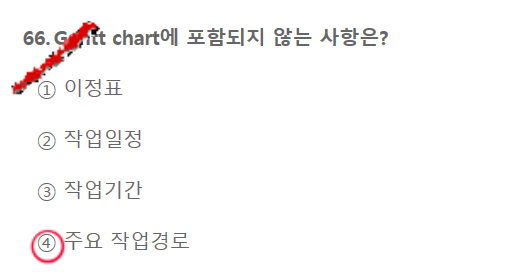 66. Gantt chart에 포함되지 않는 사항은?
① 이정표
② 작업일정
③ 작업기간
④ 주요 작업경로